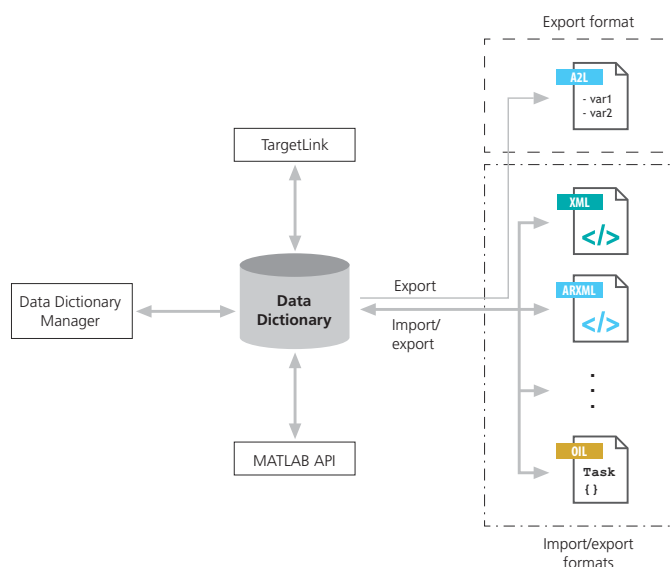 Export format
A2L
- var1
- var2
TargetLink
XML
</>
Data Dictionary
Manager
Data
Dictionary
Export
Import/
export
ARXML
</>
MATLAB API
OIL
Task
{}
Import/export
formats